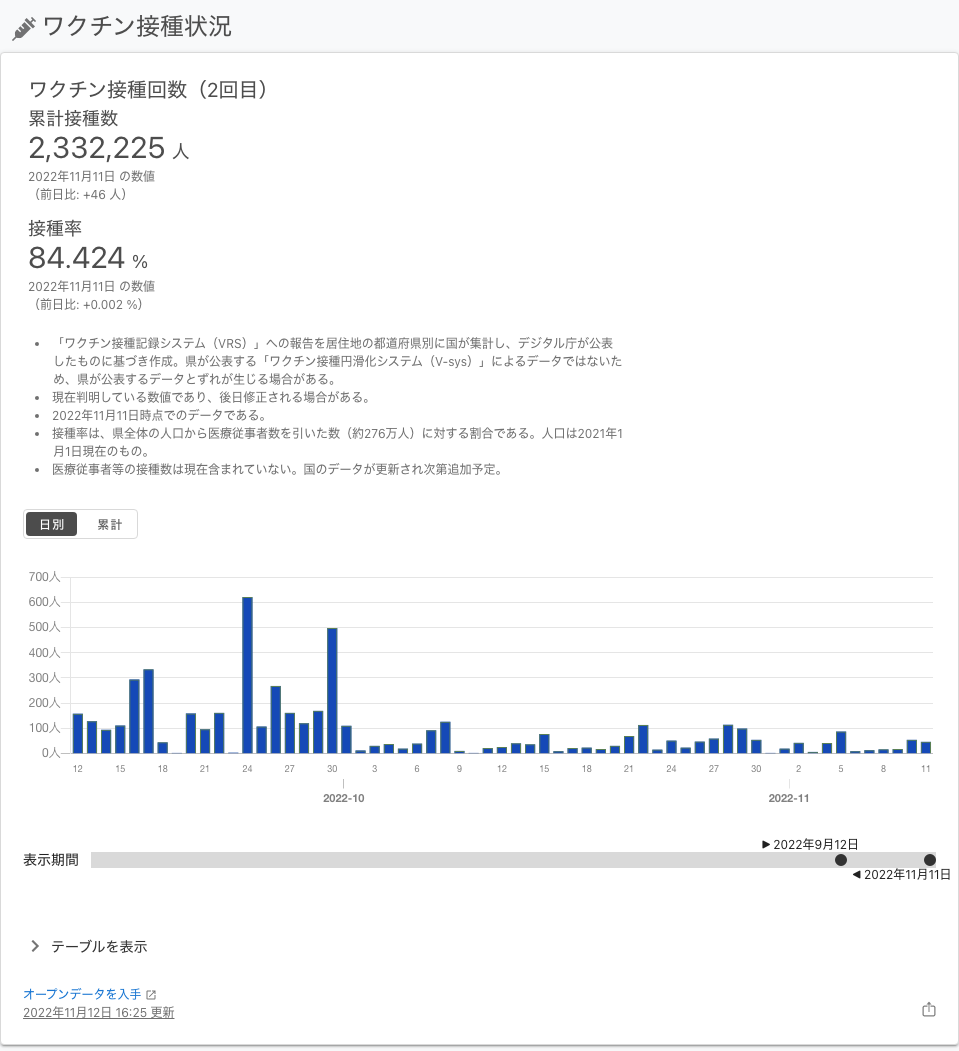 ワクチン接種状況
ワクチン接種回数（2回目）
累計接種数
2,332,225 人
2022年11月11日 の数値
（前日比: +46 人）
接種率
84.424 %
2022年11月11日 の数値
（前日比: +0.002 %）
• 「ワクチン接種記録システム（VRS）」への報告を居住地の都道府県別に国が集計し、デジタル庁が公表
したものに基づき作成。県が公表する「ワクチン接種円滑化システム（V-sys）」によるデータではないた
め、県が公表するデータとずれが生じる場合がある。
• 現在判明している数値であり、後日修正される場合がある。
• 2022年11月11日時点でのデータである。
• 接種率は、県全体の人口から医療従事者数を引いた数（約276万人）に対する割合である。人口は2021年1
月1日現在のもの。
• 医療従事者等の接種数は現在含まれていない。国のデータが更新され次第追加予定。
日別 累計
700人
600人
500人
400人
300人
200人
100人
0人
12 15 18 21 24 27 30 3 6 9 12 15 18 21 24 27 30 2 5 8 11
2022-10 2022-11
2022年9月12日
表示期間
2022年11月11日
テーブルを表示
オープンデータを入手
2022年11月12日 16:25 更新